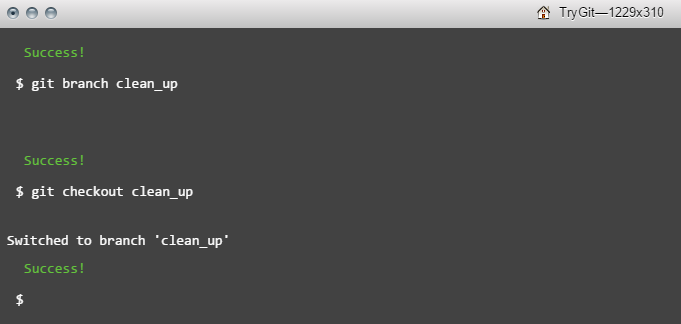 TryGit—1229x310
Success!
$ git branch clean_up
Success!
$ git checkout clean_up
Switched to branch 'clean_up'
Success!
$